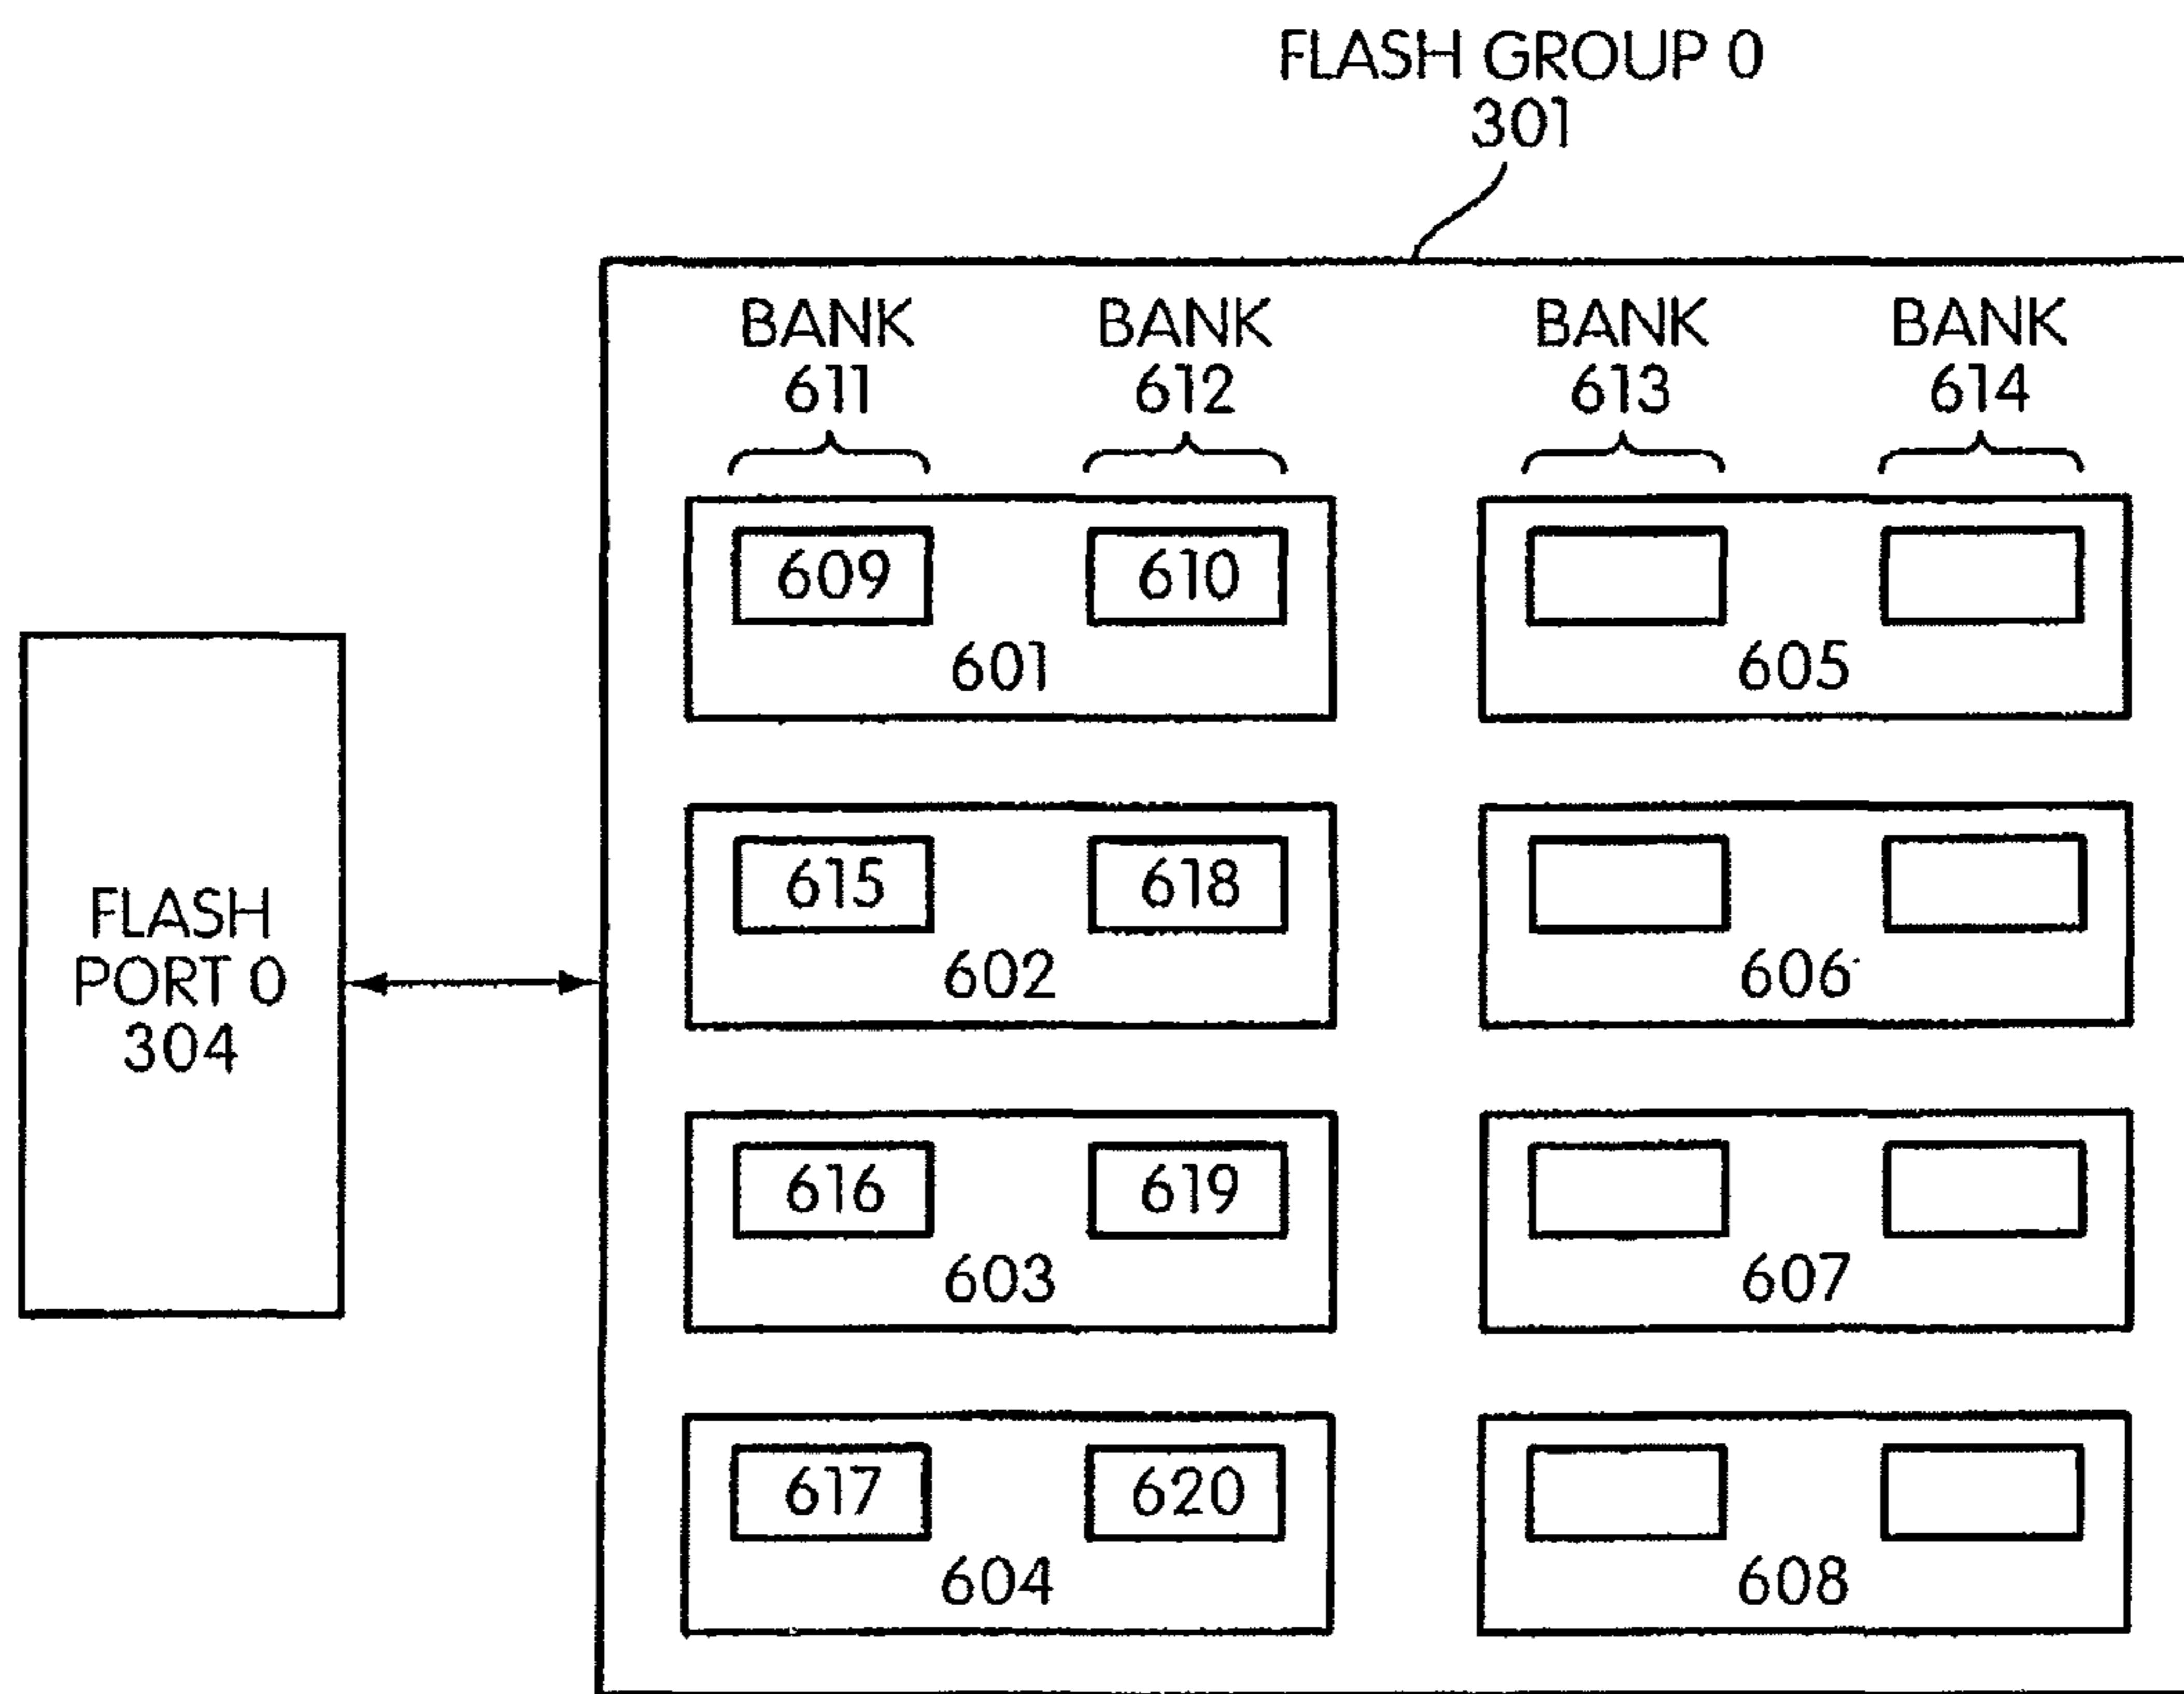 FLASH GROUP 0
301
BANK BANK BANK BANK
611 612 613 614
609 610
601 605
615 618
602 606
FLASH
PORT 0
304
616 619
603 607
617 620
604 608